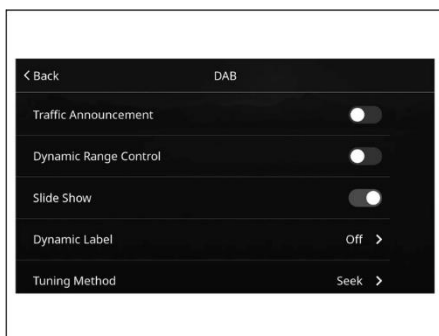 Back DAB
Traffic Announcement
Dynamic Range Control
Slide Show
Dynamic Label Off
Tuning Method Seek